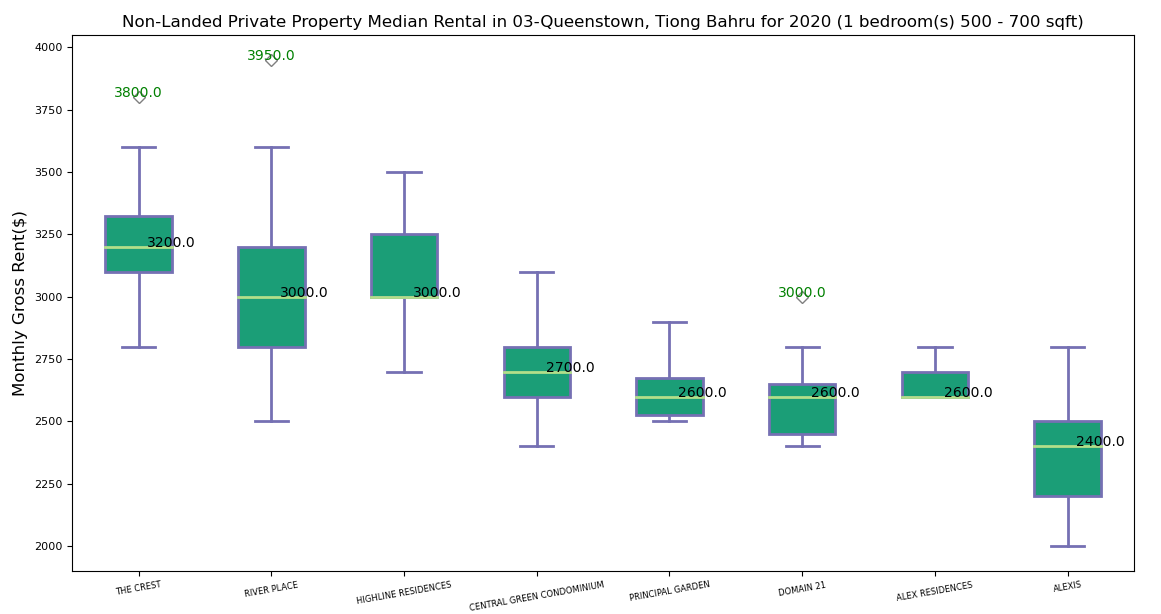 Non-Landed Private Property Median Rental in 03-Queenstown, Tiong Bahru for 2020 (1 bedroom(s) 500 - 700 sqft)
Monthly Gross Rent($)
4000
3750
3500
3250
3000
2750
2500
2250
2000
3800.0
3950.0
3000.0
3200.0
3000.0
3000.0
2700.0
2600.0
2600.0
2600.0
2400.0
THE CREST
RIVER PLACE
HIGHLINE RESIDENCES
CENTRAL GREEN CONDOMINIUM
PRINCIPAL GARDEN
DOMAIN 21
ALEX RESIDENCES
ALEXIS